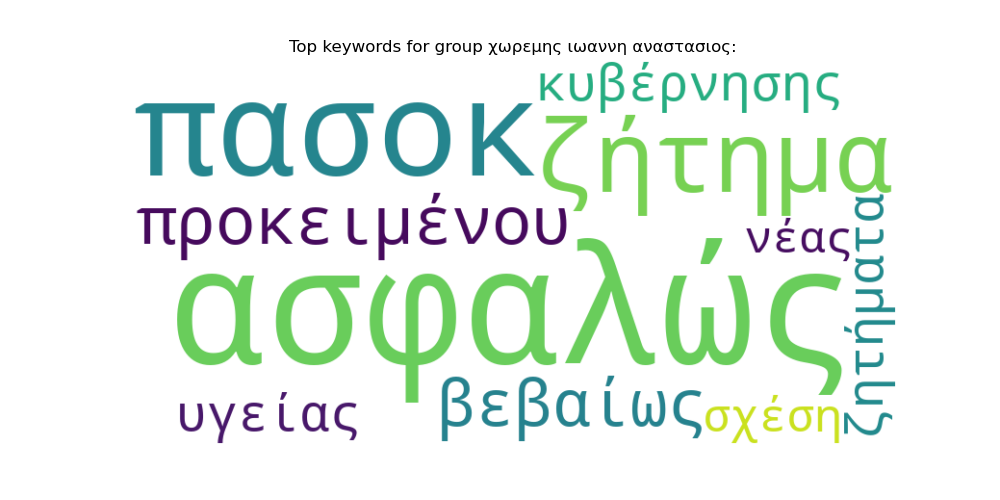 Top keywords for group χωρεμης ιωαννη αναστασιος:
κυβέρνησης
πασοκ
ζήτημα
προκειμένου
νέας
ζητήματα
ασφαλώς
υγείας
βεβαίως
σχέση